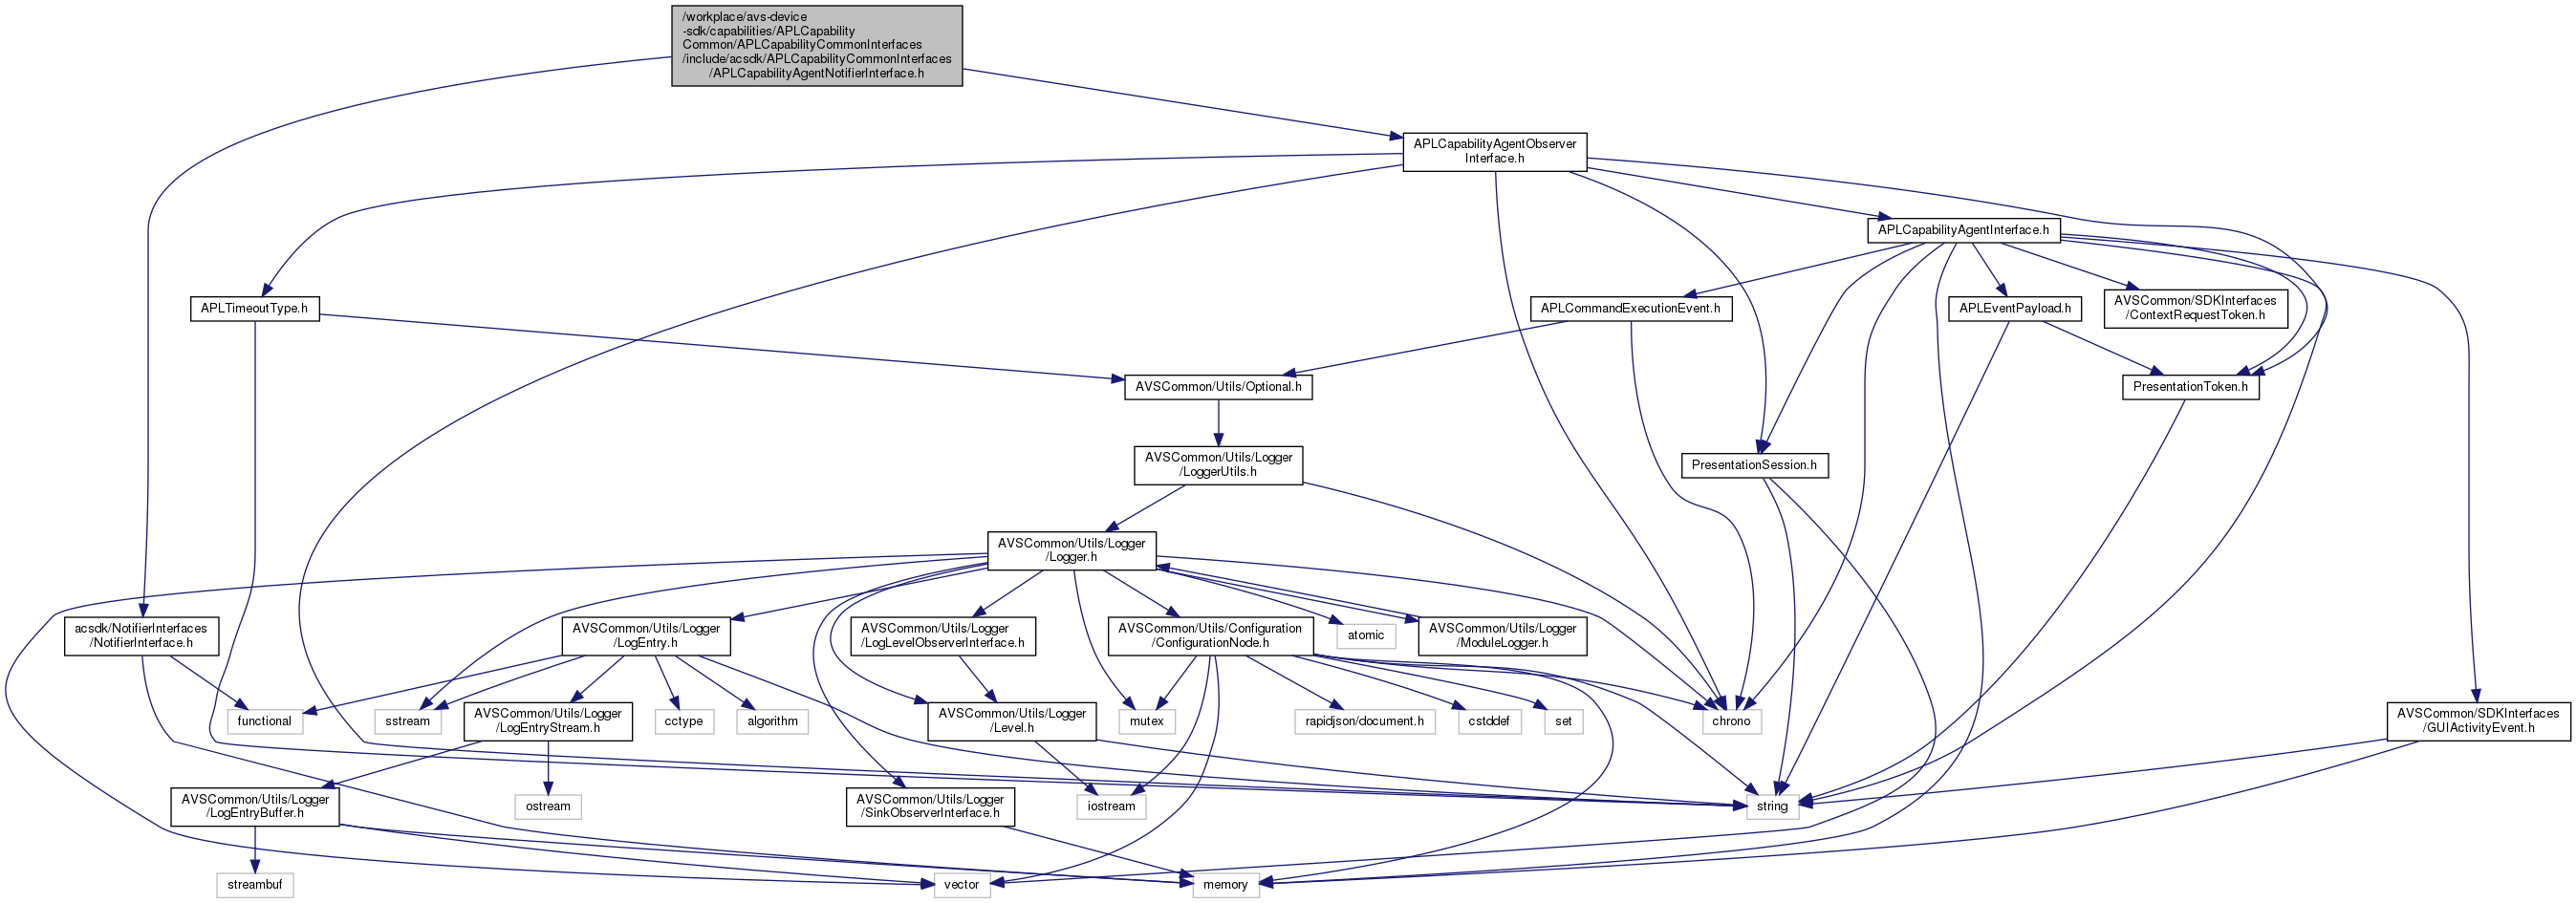 /workplace/avs-device
-sdk/capabilities/APLCapability
Common/APLCapabilityCommonInterfaces
/include/acsdk/APLCapabilityCommonInterfaces
/APLCapabilityAgentNotifierInterface.h
APLCapabilityAgentObserver
Interface.h
APLCapabilityAgentInterface.h
APLTimeoutType.h
APLCommandExecutionEvent.h
APLEventPayload.h
AVSCommon/SDKInterfaces
/ContextRequestToken.h
AVSCommon/Utils/Optional.h
PresentationToken.h
AVSCommon/Utils/Logger
/LoggerUtils.h
PresentationSession.h
AVSCommon/Utils/Logger
/Logger.h
acsdk/NotifierInterfaces
/NotifierInterface.h
AVSCommon/Utils/Logger
/LogEntry.h
AVSCommon/Utils/Logger
/LogLevelObserverInterface.h
AVSCommon/Utils/Configuration
/ConfigurationNode.h
atomic
AVSCommon/Utils/Logger
/ModuleLogger.h
functional
sstream
AVSCommon/Utils/Logger
/LogEntryStream.h
cctype
algorithm
AVSCommon/Utils/Logger
/Level.h
mutex
rapidjson/document.h
cstddef
set
chrono
AVSCommon/SDKInterfaces
/GUIActivityEvent.h
AVSCommon/Utils/Logger
/LogEntryBuffer.h
ostream
AVSCommon/Utils/Logger
/SinkObserverInterface.h
iostream
string
streambuf
vector
memory